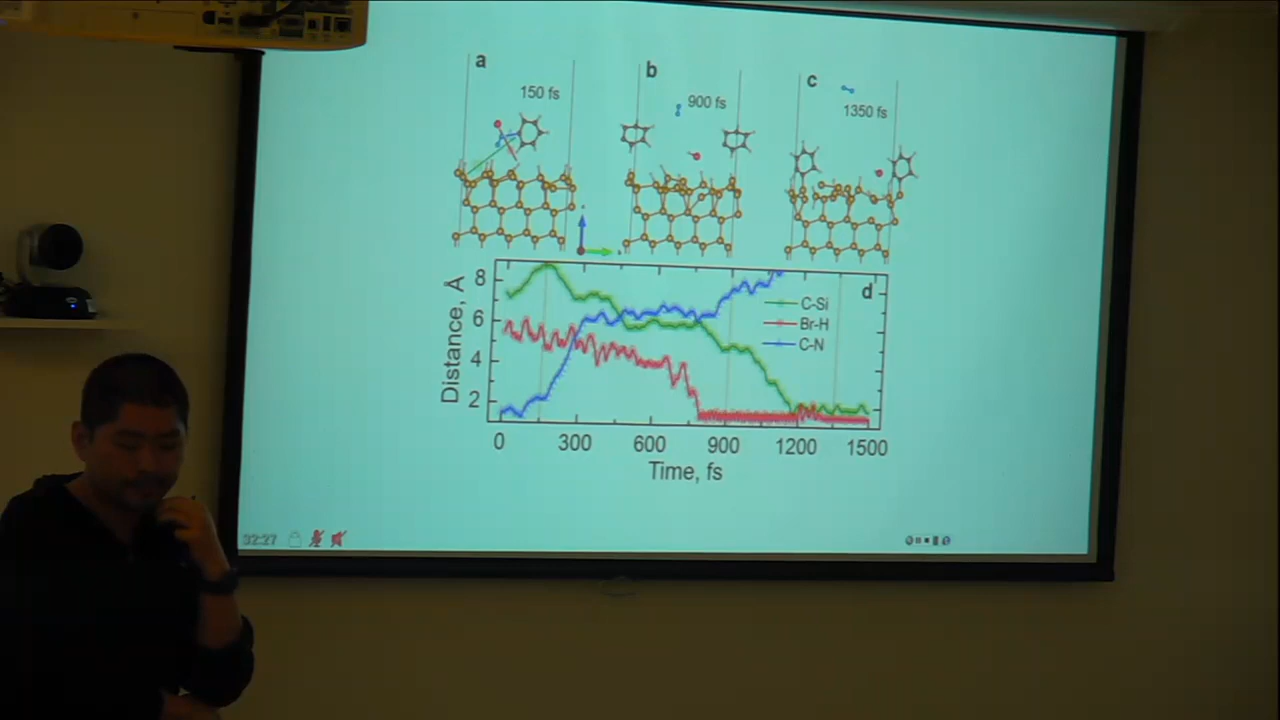 a
b
c
150 fs
900 fs
1350 fs
d
C-Si
Br-H
C-N
Distance, Å
8
6
4
2
0 300 600 900 1200 1500
Time, fs
32:27